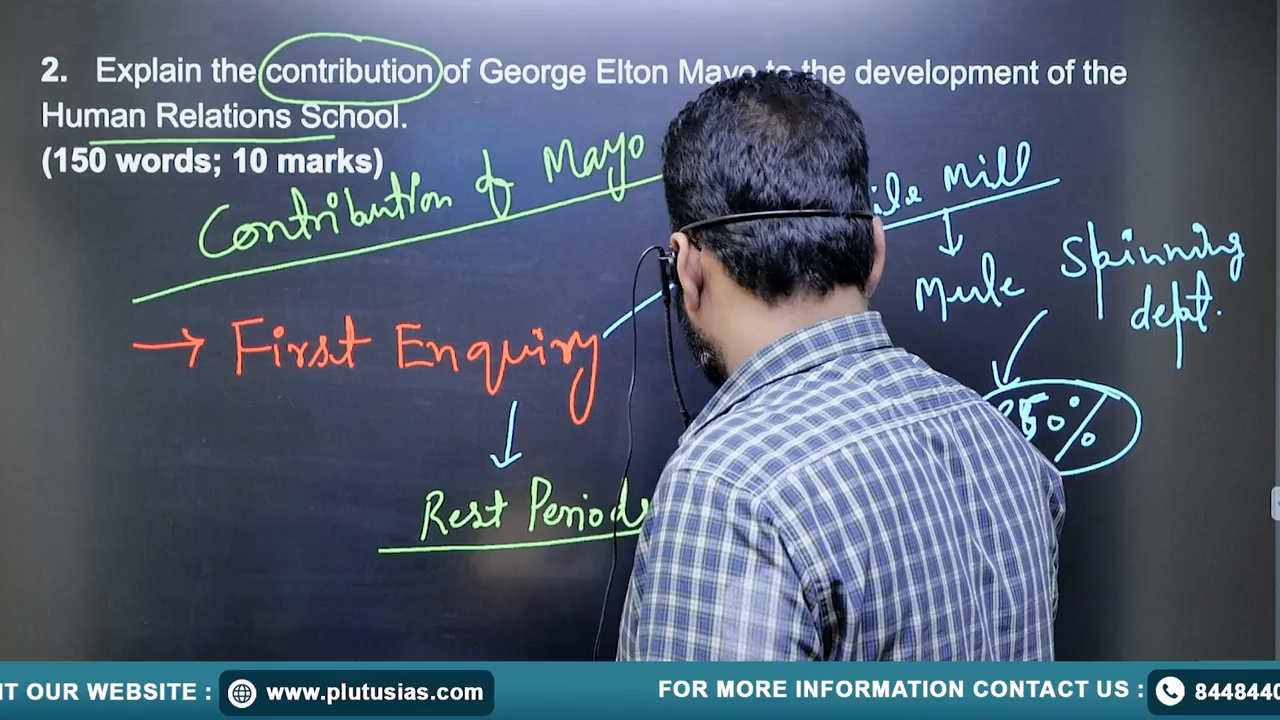 2. Explain the contribution of George Elton Mayo to the development of the
Human Relations School.
(150 words; 10 marks)
Contribution of Mayo
Mill
Mule Spinning
dept.
→ First Enquiry
Rest Periods
IT OUR WEBSITE : www.plutusias.com FOR MORE INFORMATION CONTACT US : 8448440